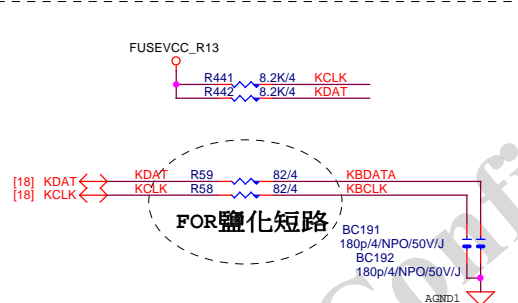 FUSEVCC_R13
R441 8.2K/4 KCLK
R442 8.2K/4 KDAT
[18] KDAT KDAT R59 82/4 KBDATA
[18] KCLK KCLK R58 82/4 KBCLK
FOR鹽化短路
BC191
180p/4/NPO/50V/J
BC192
180p/4/NPO/50V/J
AGND1
Confi